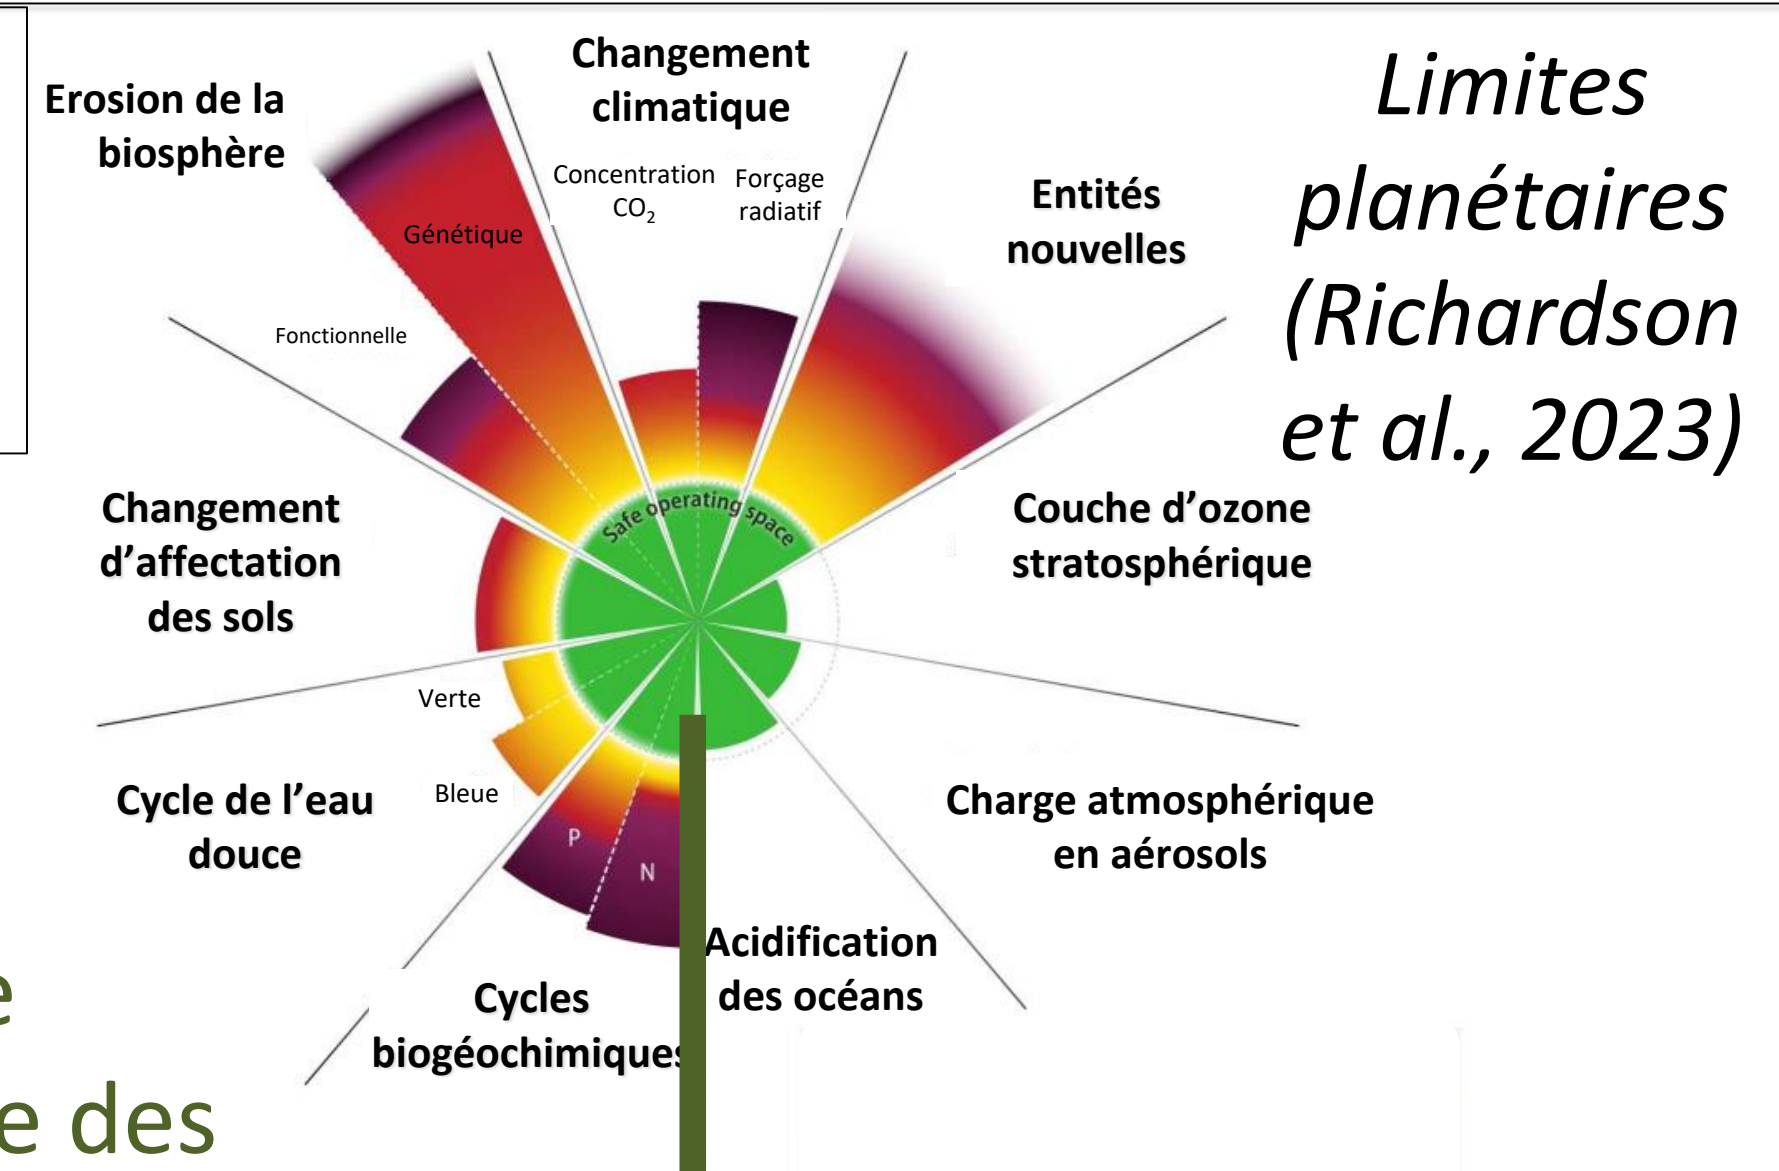 Changement
climatique
Erosion de la
biosphère
Limites
planétaires
(Richardson
et al., 2023)
Concentration
CO₂
Forçage
radiatif
Entités
nouvelles
Génétique
Fonctionnelle
Safe operating space
Changement
d’affectation
des sols
Couche d’ozone
stratosphérique
Verte
Bleue
Cycle de l’eau
douce
Charge atmosphérique
en aérosols
P
N
Acidification
des océans
Cycles
biogéochimiques
e
e des